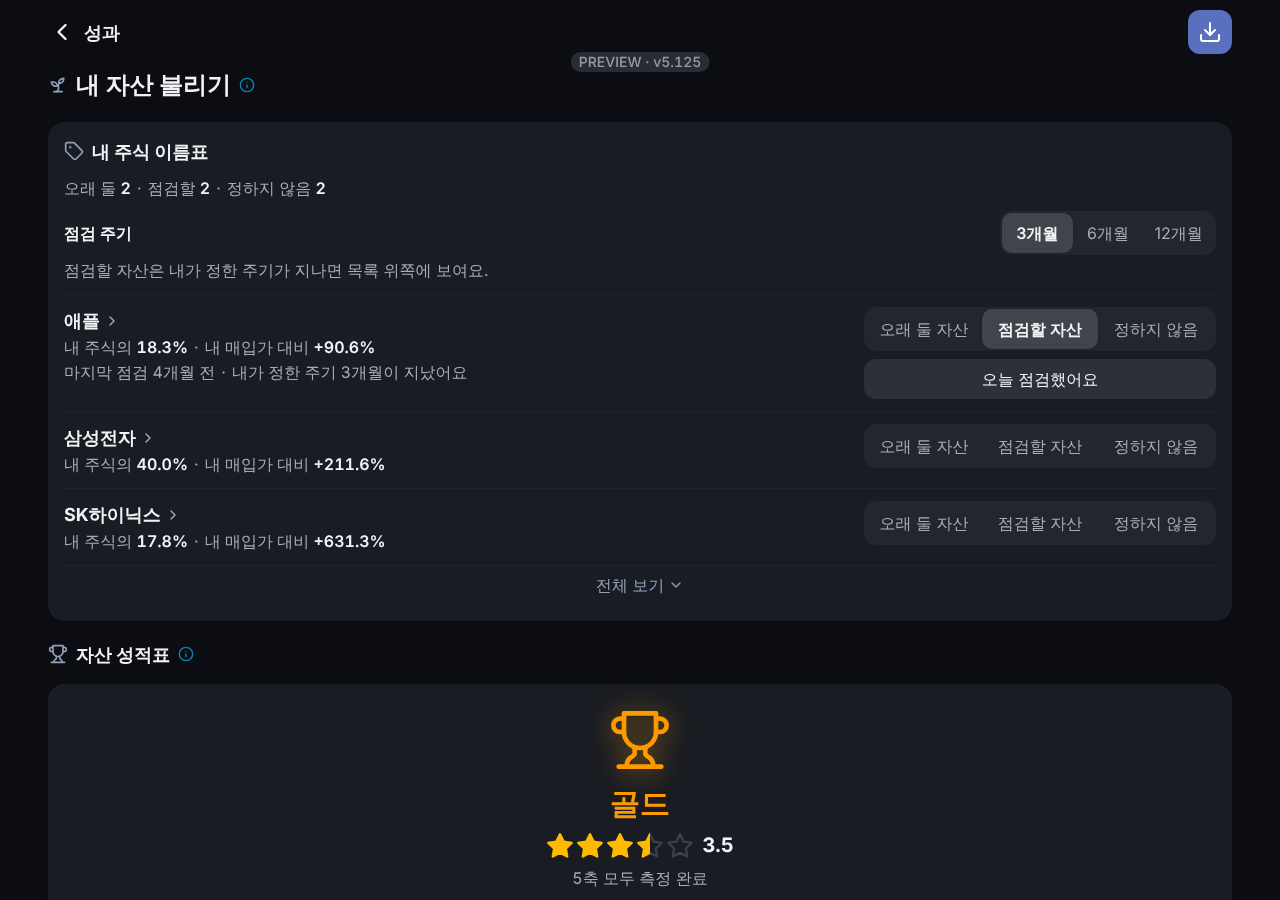 성과
PREVIEW · v5.125
내 자산 불리기
내 주식 이름표
오래 둘 2 · 점검할 2 · 정하지 않음 2
점검 주기
3개월 6개월 12개월
점검할 자산은 내가 정한 주기가 지나면 목록 위쪽에 보여요.
애플
오래 둘 자산 점검할 자산 정하지 않음
내 주식의 18.3% · 내 매입가 대비 +90.6%
마지막 점검 4개월 전 · 내가 정한 주기 3개월이 지났어요
오늘 점검했어요
삼성전자
오래 둘 자산 점검할 자산 정하지 않음
내 주식의 40.0% · 내 매입가 대비 +211.6%
SK하이닉스
오래 둘 자산 점검할 자산 정하지 않음
내 주식의 17.8% · 내 매입가 대비 +631.3%
전체 보기
자산 성적표
골드
3.5
5축 모두 측정 완료